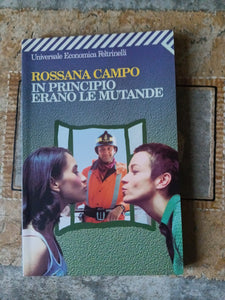 Universale Economica Feltrinelli
ROSSANA CAMPO
IN PRINCIPIO
ERANO LE MUTANDE